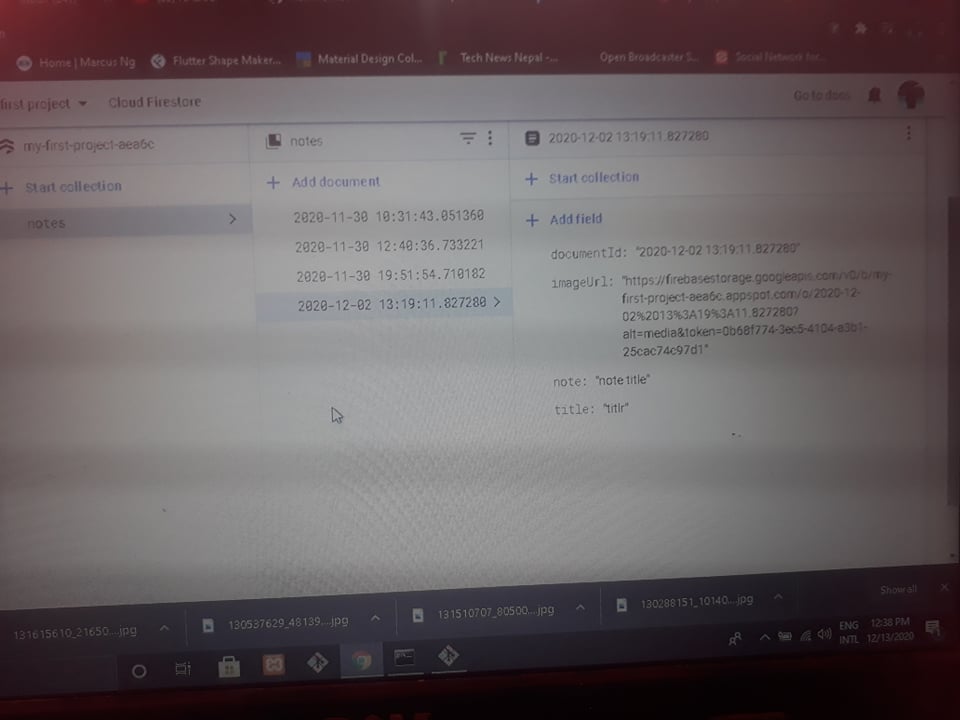 Home | Marcus Ng
Flutter Shape Maker...
Material Design Col...
Tech News Nepal -...
Open Broadcaster S...
Social Network for...
first project
Cloud Firestore
Go to docs
my-first-project-aea6c
notes
2020-12-02 13:19:11.827280
+ Start collection
+ Add document
+ Start collection
notes
2020-11-30 10:31:43.051360
2020-11-30 12:40:36.733221
2020-11-30 19:51:54.710182
2020-12-02 13:19:11.827280
+ Add field
documentId: "2020-12-02 13:19:11.827280"
imageUrl: "https://firebasestorage.googleapis.com/v0/b/my-
first-project-aea6c.appspot.com/o/2020-12-
02%2013%3A19%3A11.827280?
alt=media&token=0b68f774-3ec5-4104-a3b1-
25cac74c97d1"
note: "note title"
title: "titlr"
131615610_21650....jpg
130537629_48139....jpg
131510707_80500....jpg
130288151_10140....jpg
Show all
ENG
INTL
12:38 PM
12/13/2020